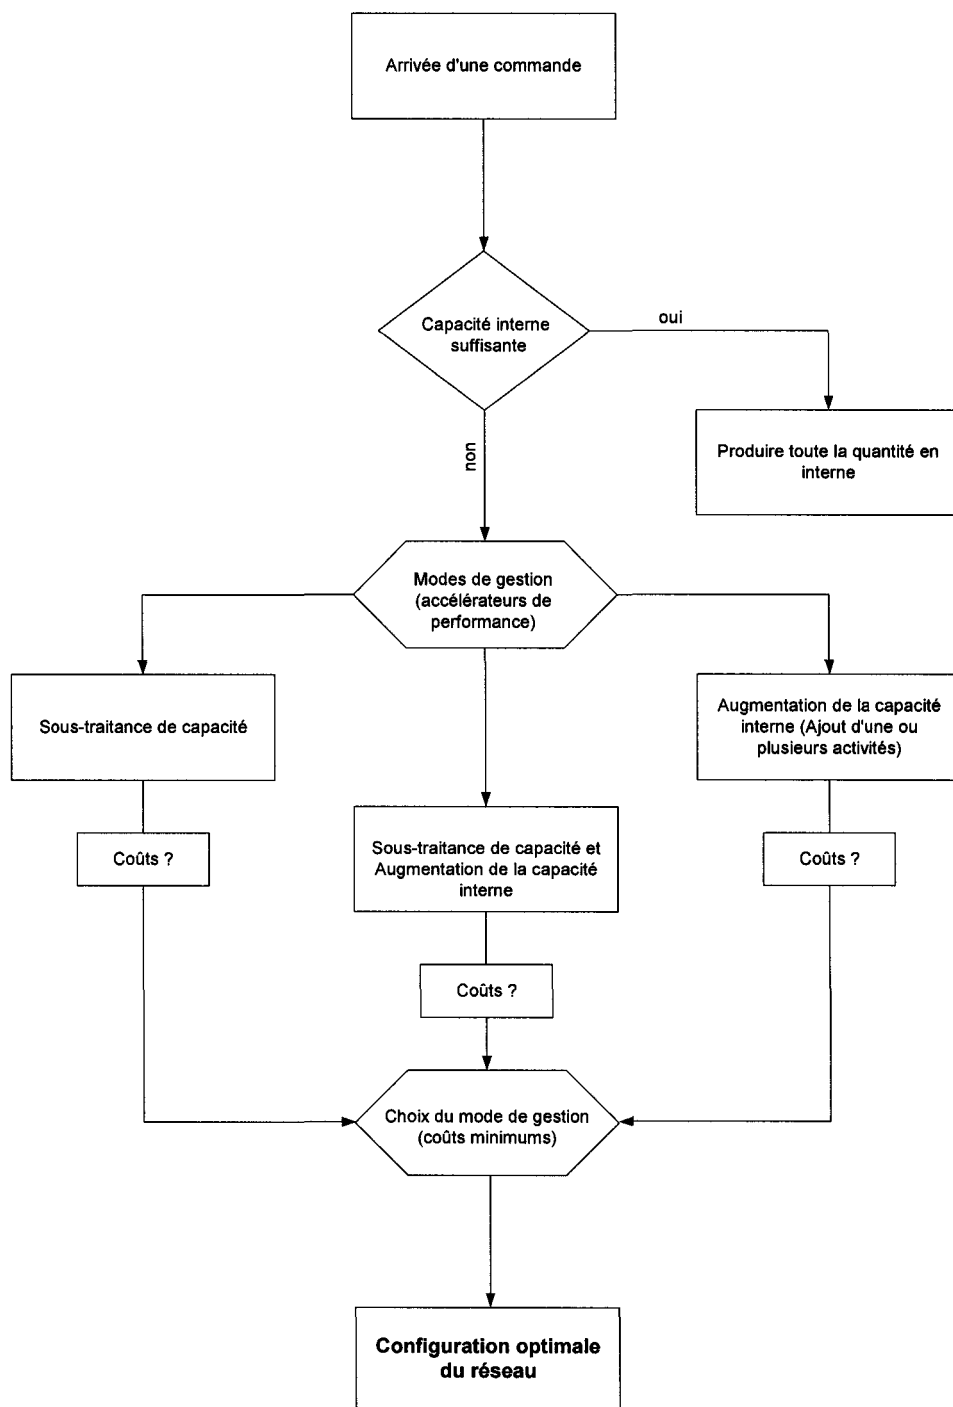 Arrivée d'une commande
Capacité interne
suffisante
oui
non
Produire toute la quantité en
interne
Modes de gestion
(accélérateurs de
performance)
Sous-traitance de capacité
Augmentation de la capacité
interne (Ajout d'une ou
plusieurs activités)
Coûts ?
Sous-traitance de capacité et
Augmentation de la capacité
interne
Coûts ?
Coûts ?
Choix du mode de gestion
(coûts minimums)
Configuration optimale
du réseau